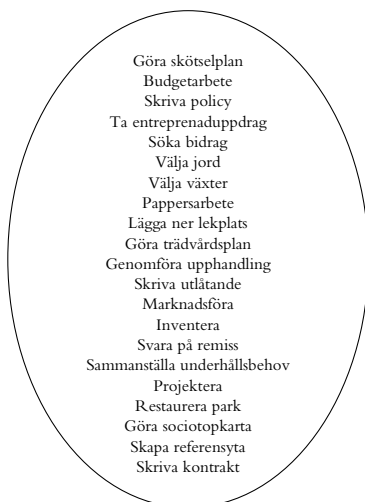 Göra skötselplan
Budgetarbete
Skriva policy
Ta entreprenaduppdrag
Söka bidrag
Välja jord
Välja växter
Pappersarbete
Lägga ner lekplats
Göra trädvårdsplan
Genomföra upphandling
Skriva utlåtande
Marknadsföra
Inventera
Svara på remiss
Sammanställa underhållsbehov
Projektera
Restaurera park
Göra sociotopkarta
Skapa referensyta
Skriva kontrakt